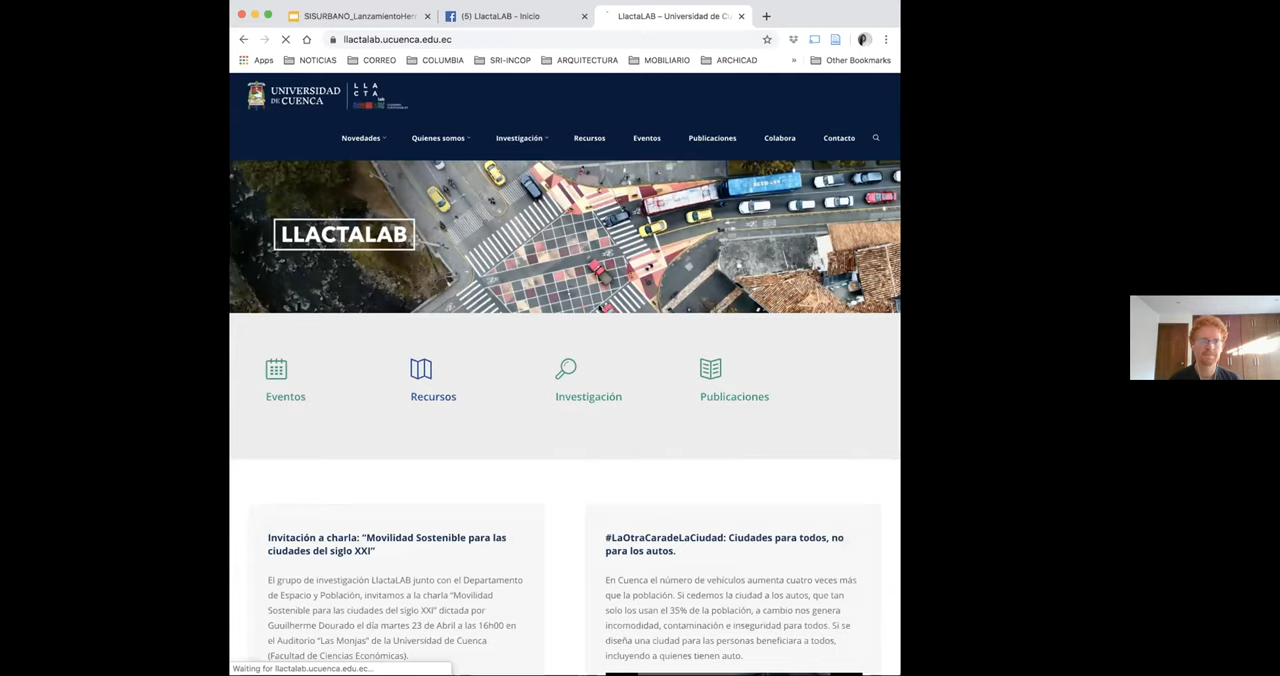 SISURBANO_LanzamientoHerr
(5) LlactaLAB - Inicio
LlactaLAB – Universidad de Cu
llactalab.ucuenca.edu.ec
Apps NOTICIAS CORREO COLUMBIA SRI-INCOP ARQUITECTURA MOBILIARIO ARCHICAD » Other Bookmarks
UNIVERSIDAD
DE CUENCA
LLA
CTA
Novedades Quienes somos Investigación Recursos Eventos Publicaciones Colabora Contacto
LLACTALAB
Eventos Recursos Investigación Publicaciones
Invitación a charla: “Movilidad Sostenible para las
ciudades del siglo XXI”
El grupo de investigación LlactaLAB junto con el Departamento
de Espacio y Población, invitamos a la charla “Movilidad
Sostenible para las ciudades del siglo XXI” dictada por
Guuilherme Dourado el día martes 23 de Abril a las 16h00 en
el Auditorio “Las Monjas” de la Universidad de Cuenca
(Facultad de Ciencias Económicas).
#LaOtraCaradeLaCiudad: Ciudades para todos, no
para los autos.
En Cuenca el número de vehículos aumenta cuatro veces más
que la población. Si cedemos la ciudad a los autos, que tan
solo los usan el 35% de la población, a cambio nos genera
incomodidad, contaminación e inseguridad para todos. Si se
diseña una ciudad para las personas beneficiara a todos,
incluyendo a quienes tienen auto.
Waiting for llactalab.ucuenca.edu.ec...